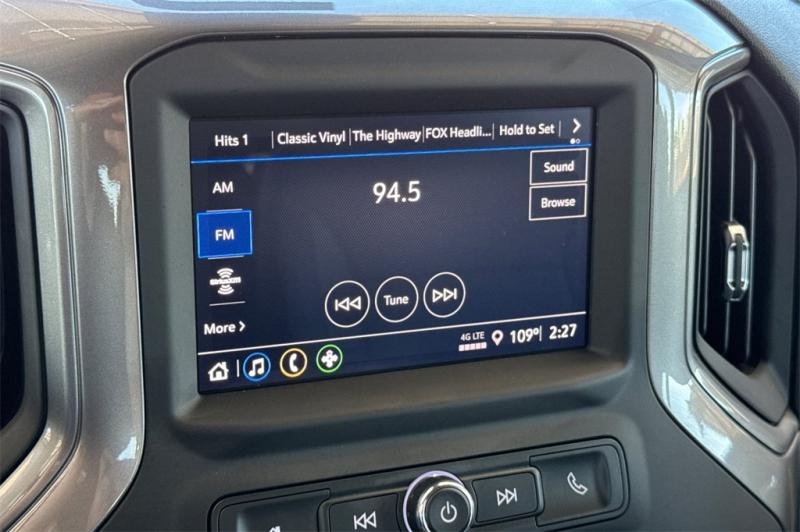 Hits 1 Classic Vinyl The Highway FOX Headli... Hold to Set
AM
94.5
Sound
FM
Browse
SiriusXM
Tune
More
4G LTE 109° 2:27